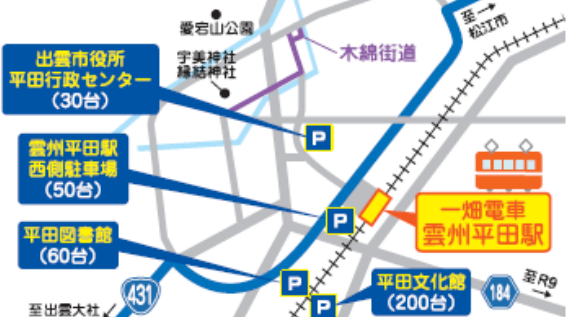 愛宕山公園
至→
松江市
宇美神社
縁結神社
木綿街道
出雲市役所
平田行政センター
(30台)
P
雲州平田駅
西側駐車場
(50台)
P
一畑電車
雲州平田駅
平田図書館
(60台)
P
平田文化館
(200台)
P
431
184
至R9
至出雲大社